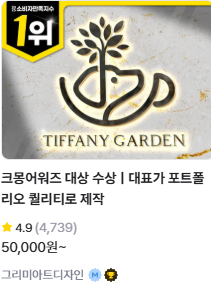 소비자만족지수
1위
TIFFANY GARDEN
크몽어워즈 대상 수상 | 대표가 포트폴
리오 퀄리티로 제작
4.9 (4,739)
50,000원~
그리미아트디자인 M